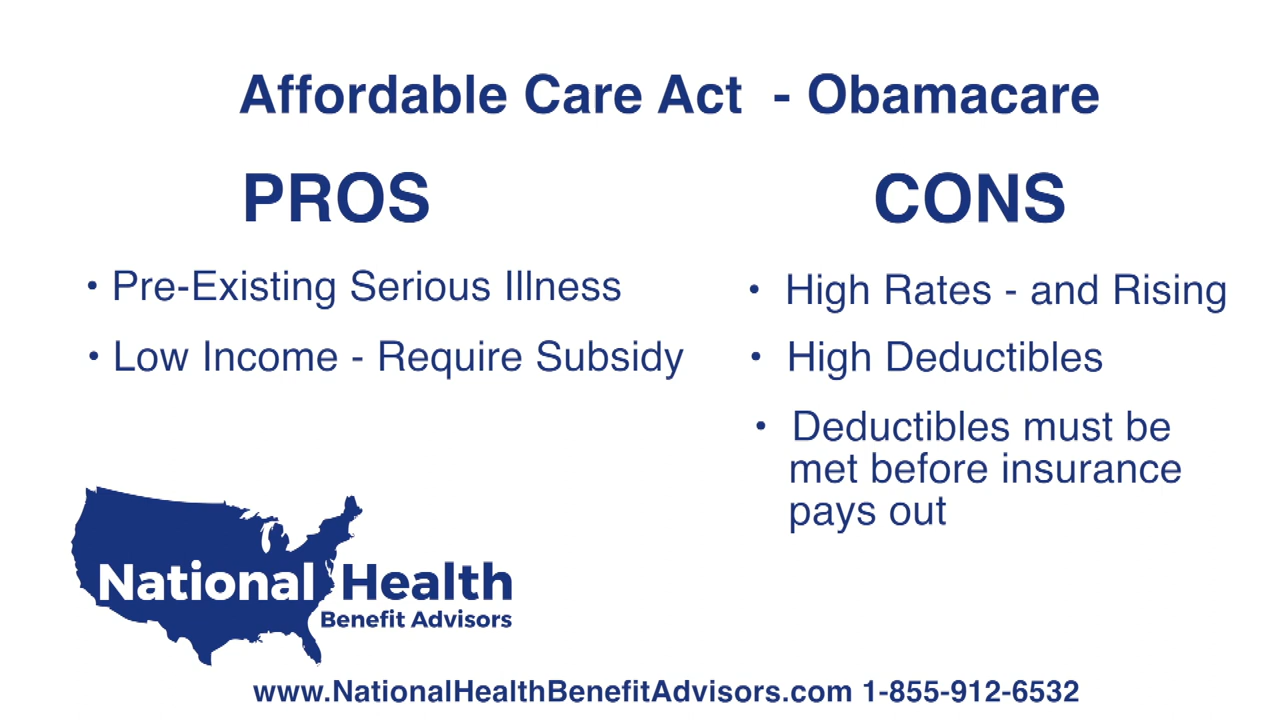 Affordable Care Act - Obamacare
PROS
• Pre-Existing Serious Illness
• Low Income - Require Subsidy
CONS
• High Rates - and Rising
• High Deductibles
• Deductibles must be
met before insurance
pays out
National Health
Benefit Advisors
www.NationalHealthBenefitAdvisors.com 1-855-912-6532